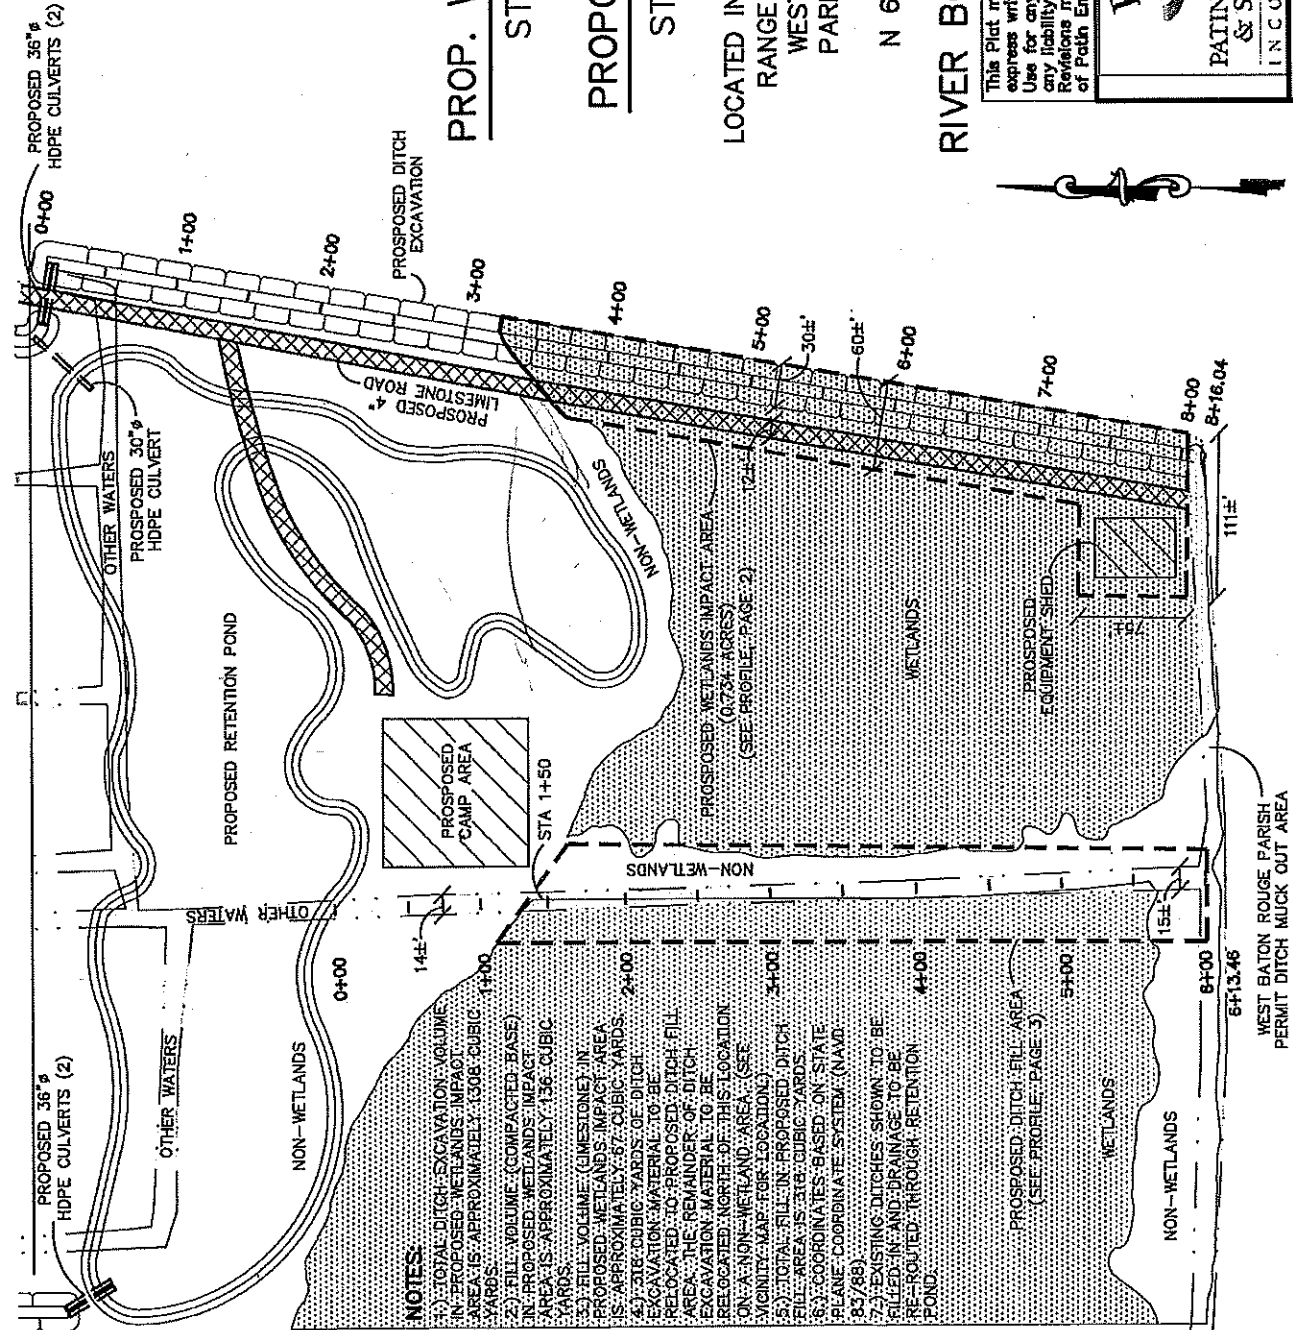 PROPOSED 36"ø
HDPE CULVERTS (2)
0+00
1+00
2+00
3+00
4+00
5+00
6+00
7+00
8+00
8+16.04
PROSPOSED DITCH
EXCAVATION
30±'
60±'
12±'
111±'
75±'
PROSPOSED 4"
LIMESTONE ROAD
OTHER WATERS
PROSPOSED 30"ø
HDPE CULVERT
PROPOSED RETENTION POND
NON-WETLANDS
PROSPOSED
CAMP AREA
STA 1+50
PROSPOSED WETLANDS IMPACT AREA
(0.734 ACRES)
(SEE PROFILE, PAGE 2)
WETLANDS
PROSPOSED
EQUIPMENT SHED
NON-WETLANDS
OTHER WATERS
14±'
15±'
0+00
1+00
2+00
3+00
4+00
5+00
6+00
6+13.46
WEST BATON ROUGE PARISH
PERMIT DITCH MUCK OUT AREA
PROPOSED 36"ø
HDPE CULVERTS (2)
OTHER WATERS
NON-WETLANDS
PROSPOSED DITCH FILL AREA
(SEE PROFILE, PAGE 3)
WETLANDS
NON-WETLANDS
NOTES:
1.) TOTAL DITCH EXCAVATION VOLUME
IN PROPOSED WETLANDS IMPACT
AREA IS APPROXIMATELY 1308 CUBIC
YARDS.
2.) FILL VOLUME (COMPACTED BASE)
IN PROPOSED WETLANDS IMPACT
AREA IS APPROXIMATELY 136 CUBIC
YARDS.
3.) FILL VOLUME (LIMESTONE) IN
PROPOSED WETLANDS IMPACT AREA
IS APPROXIMATELY 67 CUBIC YARDS.
4.) 318 CUBIC YARDS OF DITCH
EXCAVATION MATERIAL TO BE
RELOCATED TO PROPOSED DITCH FILL
AREA. THE REMAINDER OF DITCH
EXCAVATION MATERIAL TO BE
RELOCATED NORTH OF THIS LOCATION
ON A NON-WETLAND AREA. (SEE
VICINITY MAP FOR LOCATION)
5.) TOTAL FILL IN PROPOSED DITCH
FILL AREA IS 318 CUBIC YARDS.
6.) COORDINATES BASED ON STATE
PLANE COORDINATE SYSTEM (NAVD
83/88).
7.) EXISTING DITCHES SHOWN TO BE
FILLED IN AND DRAINAGE TO BE
RE-ROUTED THROUGH RETENTION
POND.
PROP.
ST
PROPO
ST
LOCATED IN
RANGE
WES
PARI
N 6
RIVER B
This Plat m
express wri
Use for any
any liability
Revisions m
of Patin En
PATIN
& S
INCO